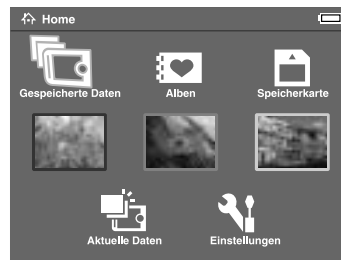 Home
Gespeicherte Daten
Alben
Speicherkarte
Aktuelle Daten
Einstellungen